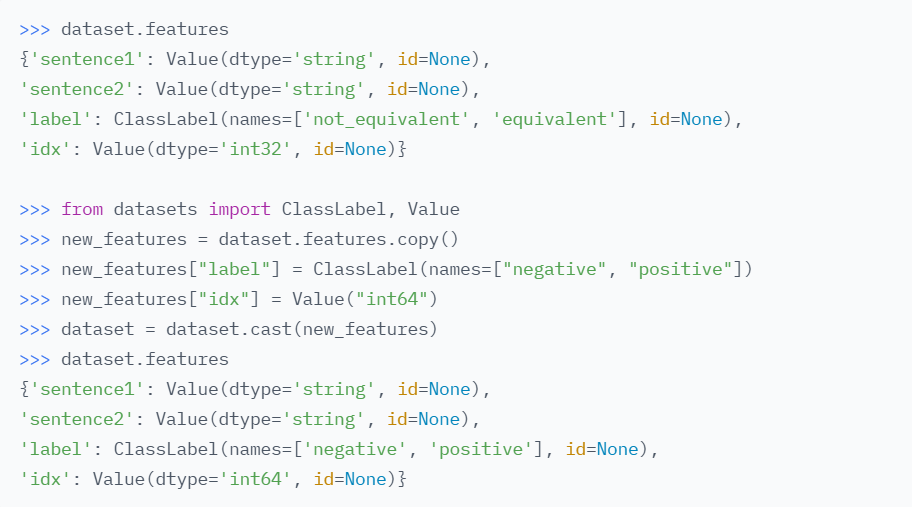 >>> dataset.features
{'sentence1': Value(dtype='string', id=None),
'sentence2': Value(dtype='string', id=None),
'label': ClassLabel(names=['not_equivalent', 'equivalent'], id=None),
'idx': Value(dtype='int32', id=None)}
>>> from datasets import ClassLabel, Value
>>> new_features = dataset.features.copy()
>>> new_features["label"] = ClassLabel(names=["negative", "positive"])
>>> new_features["idx"] = Value("int64")
>>> dataset = dataset.cast(new_features)
>>> dataset.features
{'sentence1': Value(dtype='string', id=None),
'sentence2': Value(dtype='string', id=None),
'label': ClassLabel(names=['negative', 'positive'], id=None),
'idx': Value(dtype='int64', id=None)}